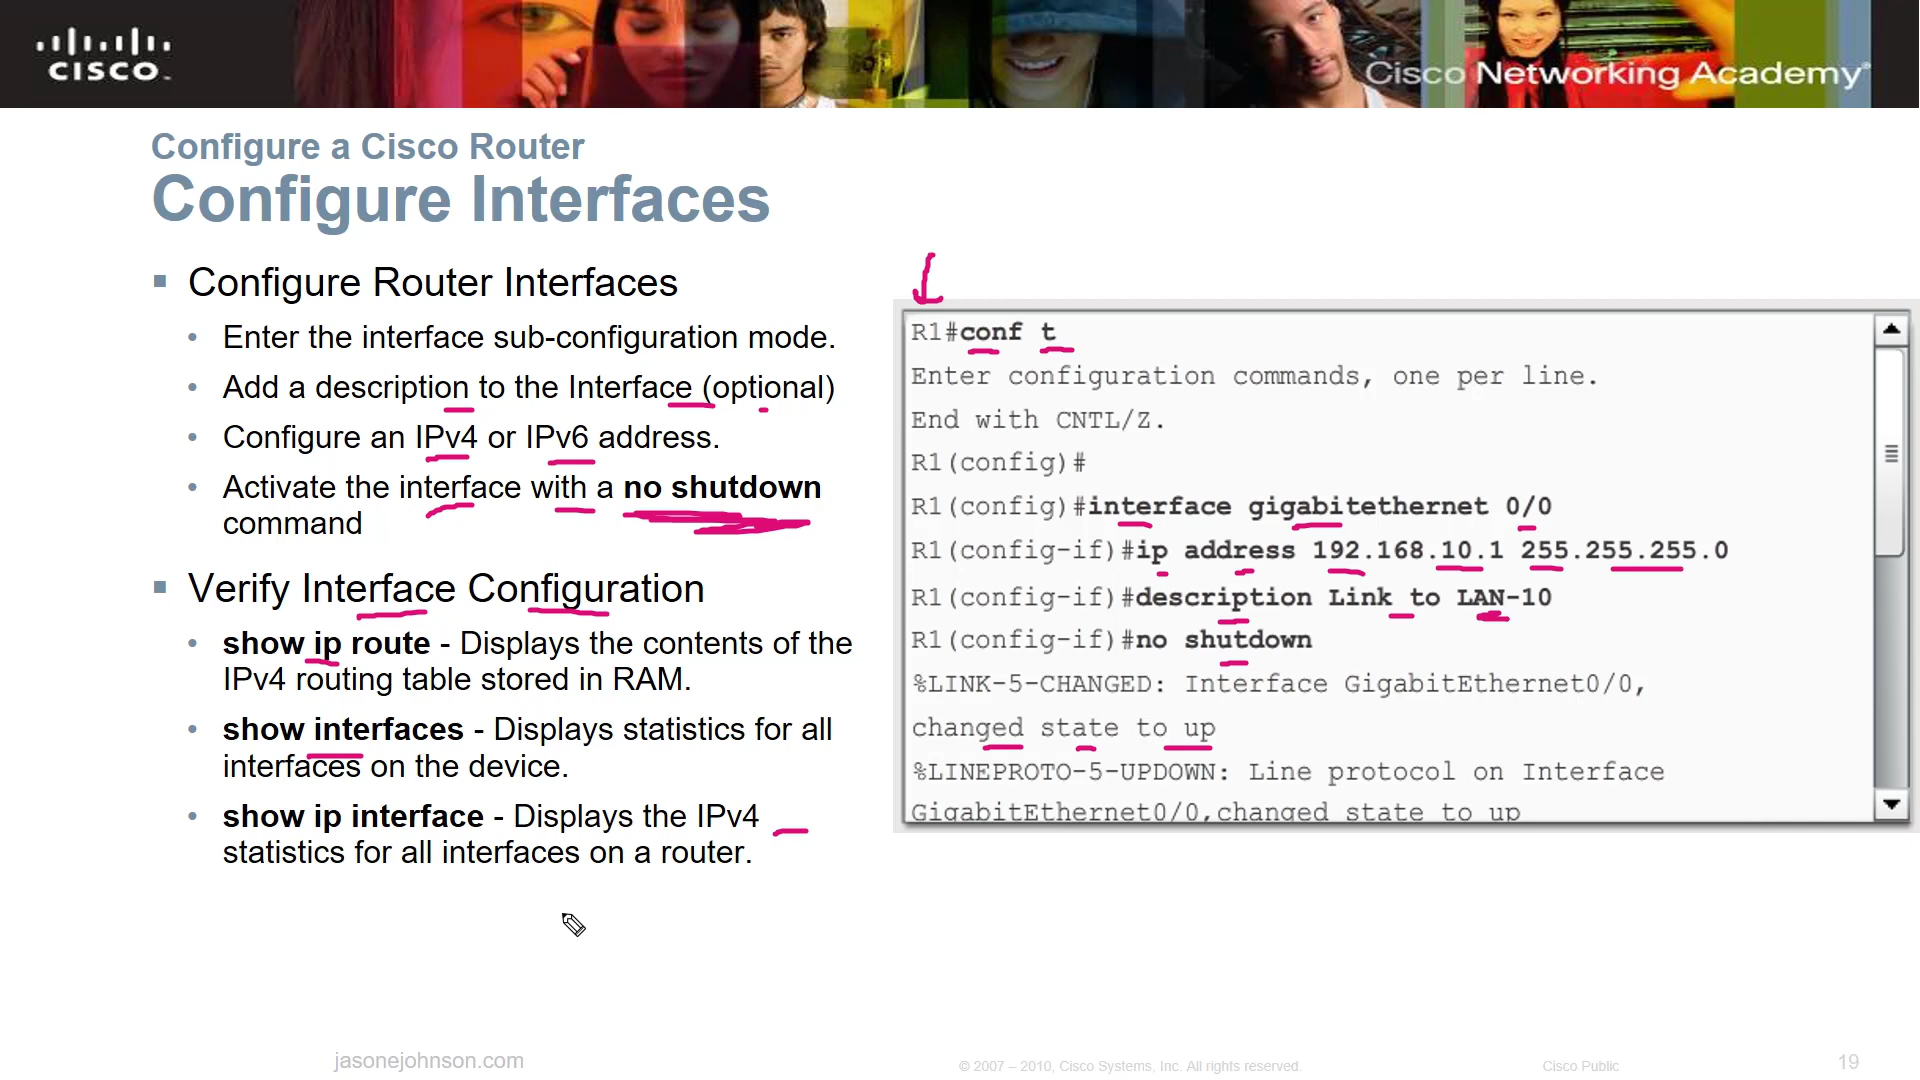 CISCO
Cisco Networking Academy®
Configure a Cisco Router
Configure Interfaces
Configure Router Interfaces
Enter the interface sub-configuration mode.
Add a description to the Interface (optional)
Configure an IPv4 or IPv6 address.
Activate the interface with a no shutdown
command
Verify Interface Configuration
show ip route - Displays the contents of the
IPv4 routing table stored in RAM.
show interfaces - Displays statistics for all
interfaces on the device.
show ip interface - Displays the IPv4
statistics for all interfaces on a router.
R1#conf t
Enter configuration commands, one per line.
End with CNTL/Z.
R1(config)#
R1(config)#interface gigabitethernet 0/0
R1(config-if)#ip address 192.168.10.1 255.255.255.0
R1(config-if)#description Link to LAN-10
R1(config-if)#no shutdown
%LINK-5-CHANGED: Interface GigabitEthernet0/0,
changed state to up
%LINEPROTO-5-UPDOWN: Line protocol on Interface
GigabitEthernet0/0,changed state to up
jasonejohnson.com
© 2007 – 2010, Cisco Systems, Inc. All rights reserved.
Cisco Public
19